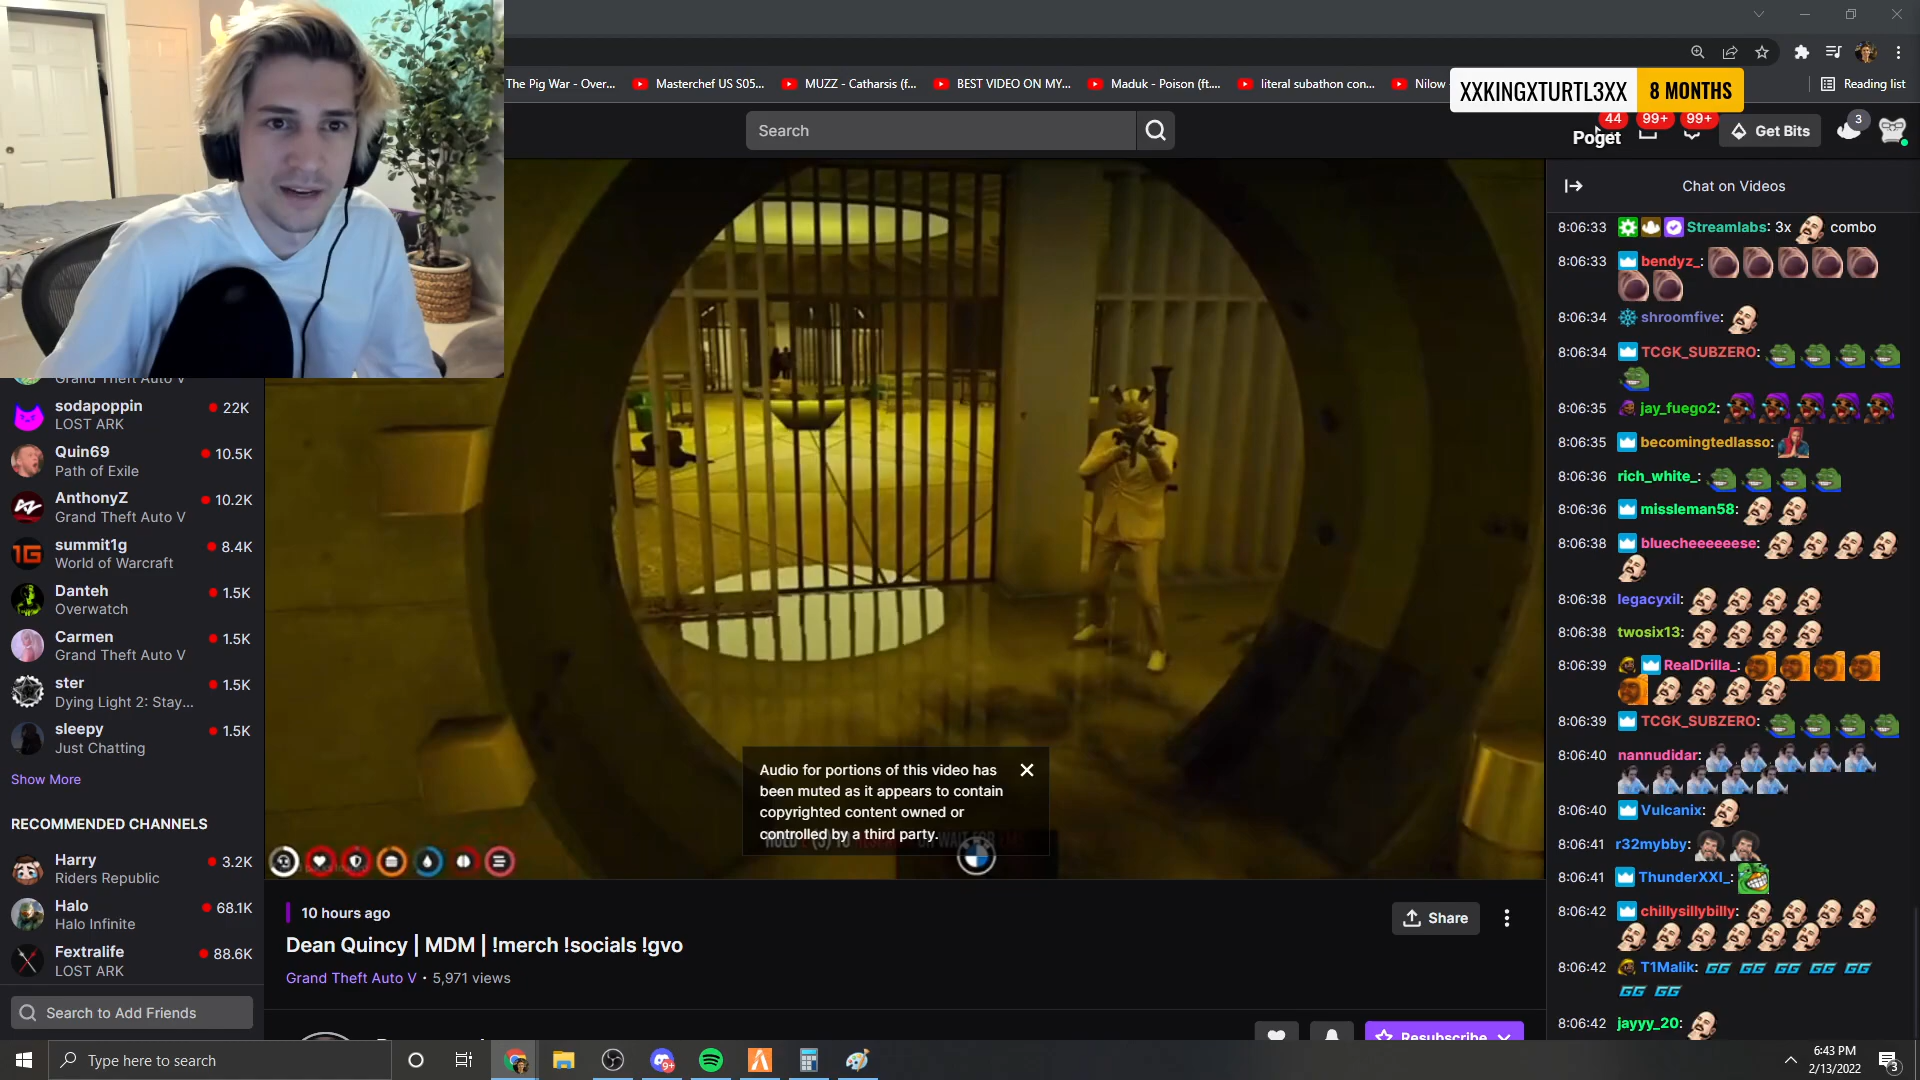 The Pig War - Over...
Masterchef US S05...
MUZZ - Catharsis (f...
BEST VIDEO ON MY...
Maduk - Poison (ft....
literal subathon con...
Nilow
XXKINGXTURTL3XX
8 MONTHS
Reading list
Search
Poget
44
99+
99+
Get Bits
3
Chat on Videos
8:06:33 Streamlabs: 3x combo
8:06:33 bendyz_:
8:06:34 shroomfive:
8:06:34 TCGK_SUBZERO:
8:06:35 jay_fuego2:
8:06:35 becomingtedlasso:
8:06:36 rich_white_:
8:06:36 missleman58:
8:06:38 bluecheeeeeese:
8:06:38 legacyxil:
8:06:38 twosix13:
8:06:39 RealDrilla_:
8:06:39 TCGK_SUBZERO:
8:06:40 nannudidar:
8:06:40 Vulcanix:
8:06:41 r32mybby:
8:06:41 ThunderXXI_:
8:06:42 chillysillybilly:
8:06:42 T1Malik: GG GG GG GG GG
GG GG
8:06:42 jayyy_20:
Grand Theft Auto V
sodapoppin 22K
LOST ARK
Quin69 10.5K
Path of Exile
AnthonyZ 10.2K
Grand Theft Auto V
summit1g 8.4K
World of Warcraft
Danteh 1.5K
Overwatch
Carmen 1.5K
Grand Theft Auto V
ster 1.5K
Dying Light 2: Stay...
sleepy 1.5K
Just Chatting
Show More
RECOMMENDED CHANNELS
Harry 3.2K
Riders Republic
Halo 68.1K
Halo Infinite
Fextralife 88.6K
LOST ARK
Search to Add Friends
Audio for portions of this video has
been muted as it appears to contain
copyrighted content owned or
controlled by a third party.
10 hours ago
Share
Dean Quincy | MDM | !merch !socials !gvo
Grand Theft Auto V • 5,971 views
Resubscribe
Type here to search
9+
6:43 PM
2/13/2022
3